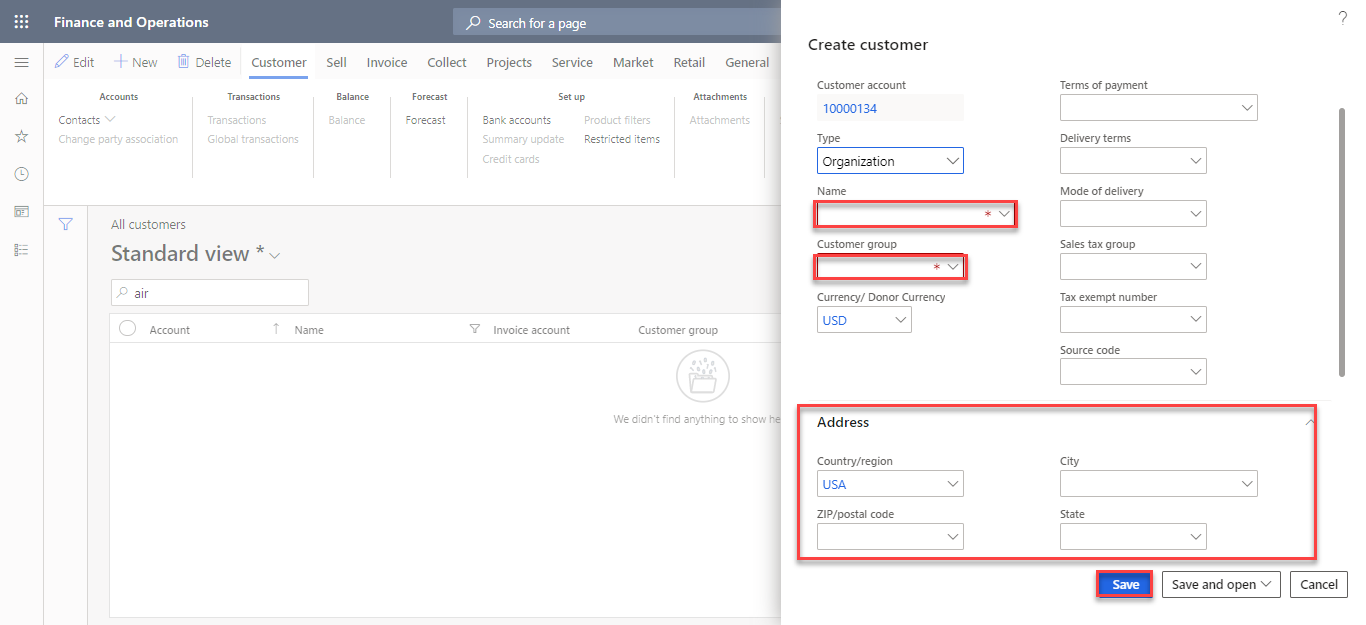 Finance and Operations
Search for a page
?
Edit New Delete Customer Sell Invoice Collect Projects Service Market Retail General
Accounts
Contacts
Change party association
Transactions
Transactions
Global transactions
Balance
Balance
Forecast
Forecast
Set up
Bank accounts Product filters
Summary update Restricted items
Credit cards
Attachments
Attachments
All customers
Standard view *
air
Account Name Invoice account Customer group
We didn't find anything to show he
Create customer
Customer account
10000134
Type
Organization
Name
*
Customer group
*
Currency/ Donor Currency
USD
Terms of payment
Delivery terms
Mode of delivery
Sales tax group
Tax exempt number
Source code
Address
Country/region
USA
City
ZIP/postal code
State
Save Save and open Cancel